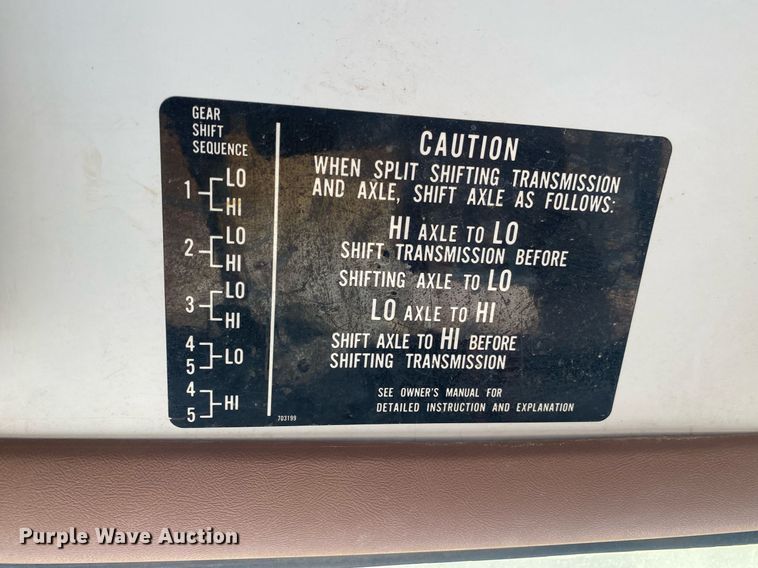 GEAR
SHIFT
SEQUENCE
1 LO
HI
2 LO
HI
3 LO
HI
4
5 LO
4
5 HI
CAUTION
WHEN SPLIT SHIFTING TRANSMISSION
AND AXLE, SHIFT AXLE AS FOLLOWS:
HI AXLE TO LO
SHIFT TRANSMISSION BEFORE
SHIFTING AXLE TO LO
LO AXLE TO HI
SHIFT AXLE TO HI BEFORE
SHIFTING TRANSMISSION
SEE OWNER'S MANUAL FOR
DETAILED INSTRUCTION AND EXPLANATION
703199
Purple Wave Auction